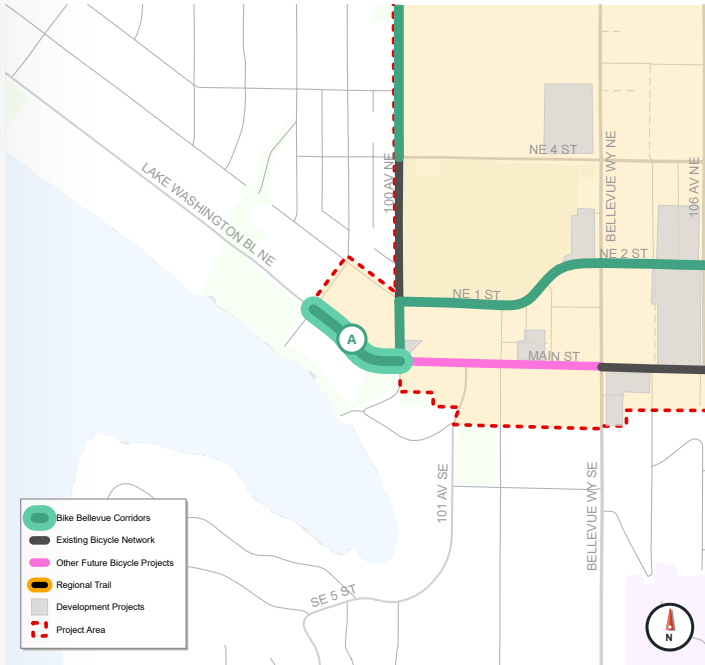 NE 4 ST
BELLEVUE WY NE
100 AV NE
106 AV NE
LAKE WASHINGTON BL NE
NE 2 ST
NE 1 ST
A
MAIN ST
101 AV SE
BELLEVUE WY SE
SE 5 ST
Bike Bellevue Corridors
Existing Bicycle Network
Other Future Bicycle Projects
Regional Trail
Development Projects
Project Area
N